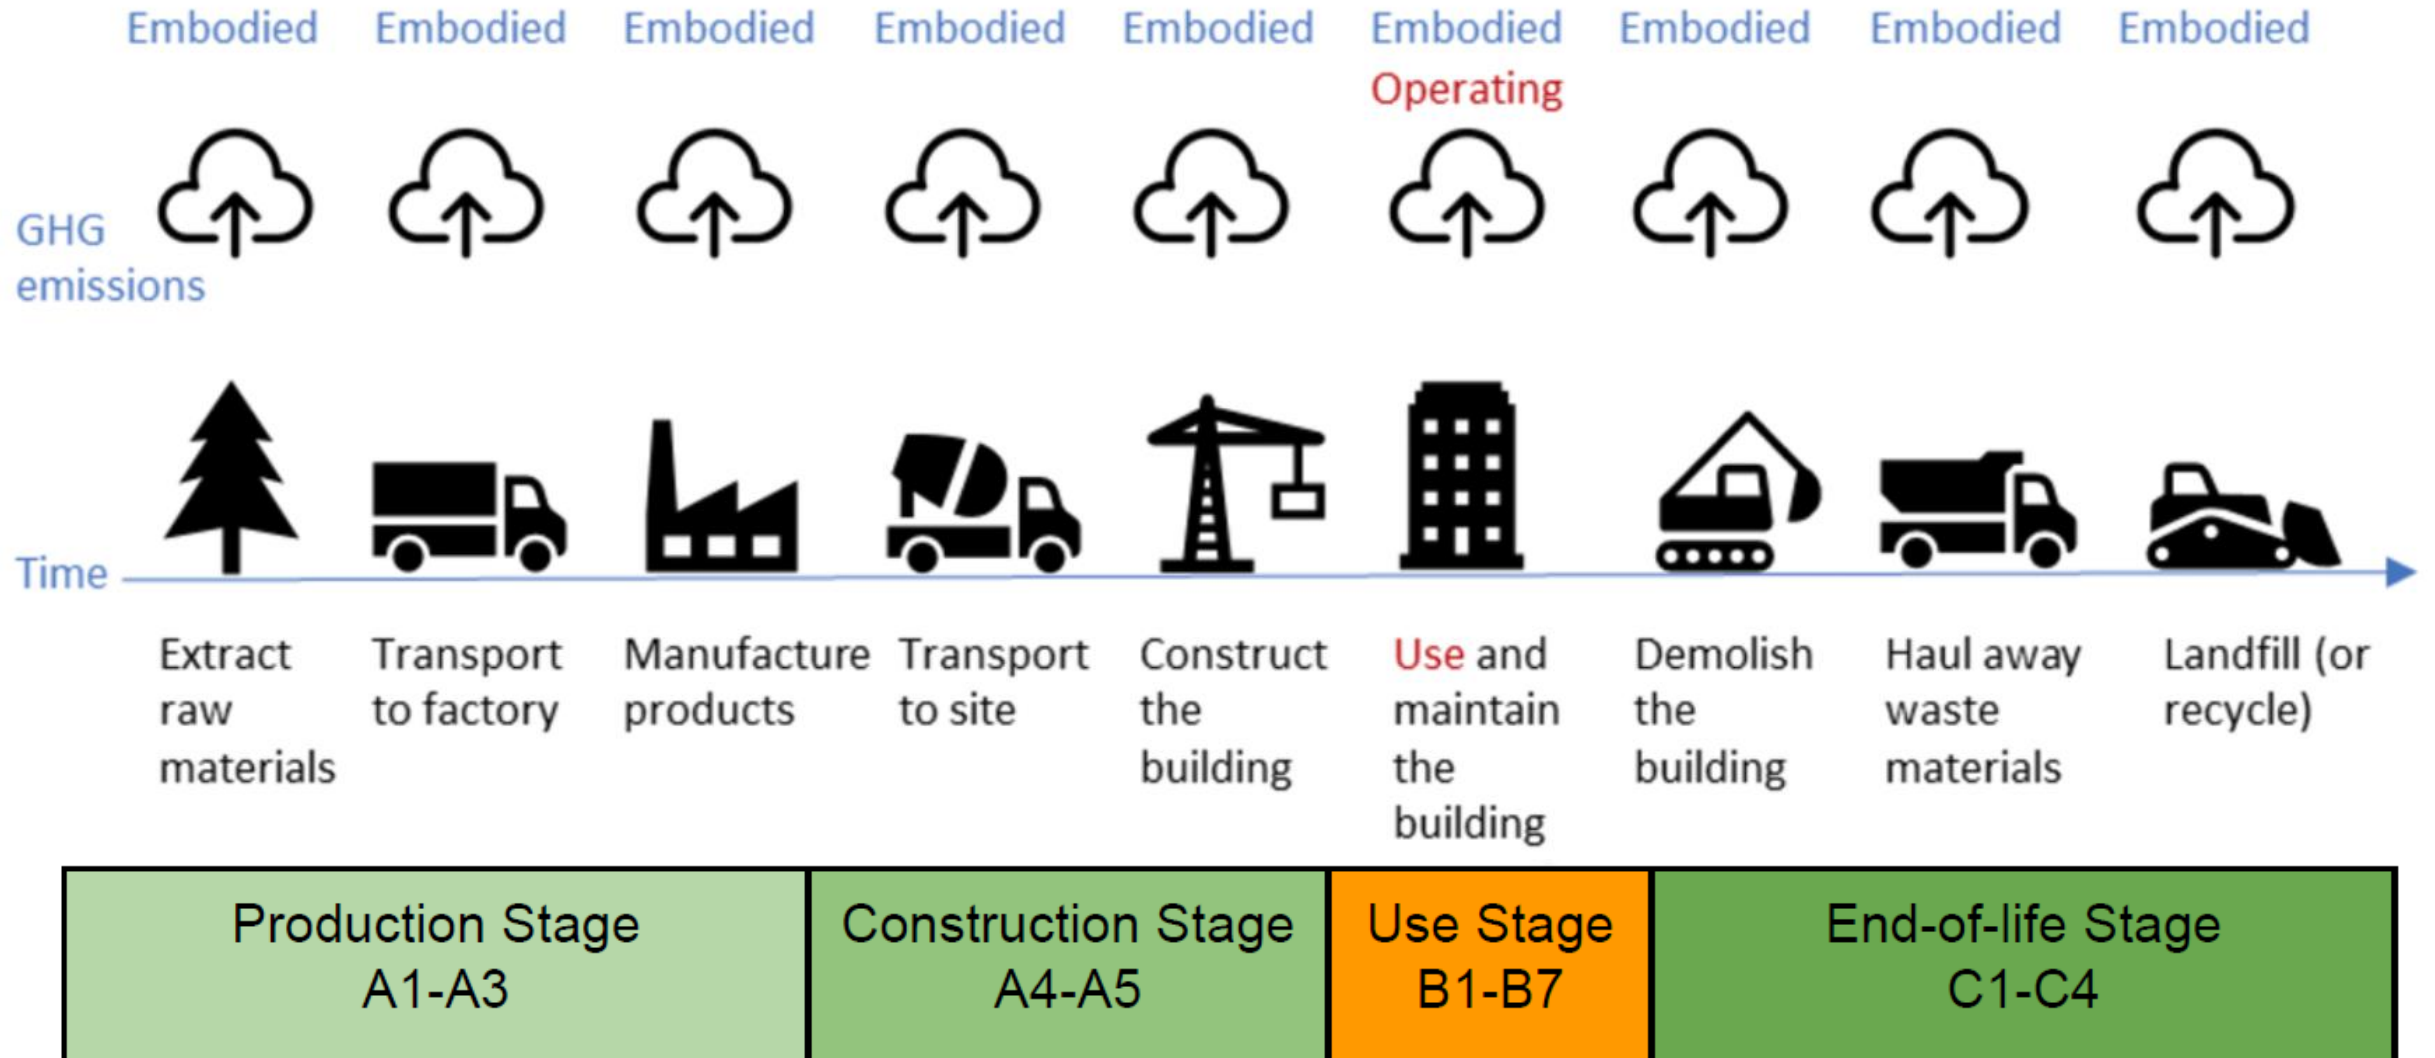 Embodied Embodied Embodied Embodied Embodied Embodied Embodied Embodied Embodied
Operating
GHG
emissions
Time
Extract
raw
materials
Transport
to factory
Manufacture
products
Transport
to site
Construct
the
building
Use and
maintain
the
building
Demolish
the
building
Haul away
waste
materials
Landfill (or
recycle)
Production Stage
A1-A3
Construction Stage
A4-A5
Use Stage
B1-B7
End-of-life Stage
C1-C4